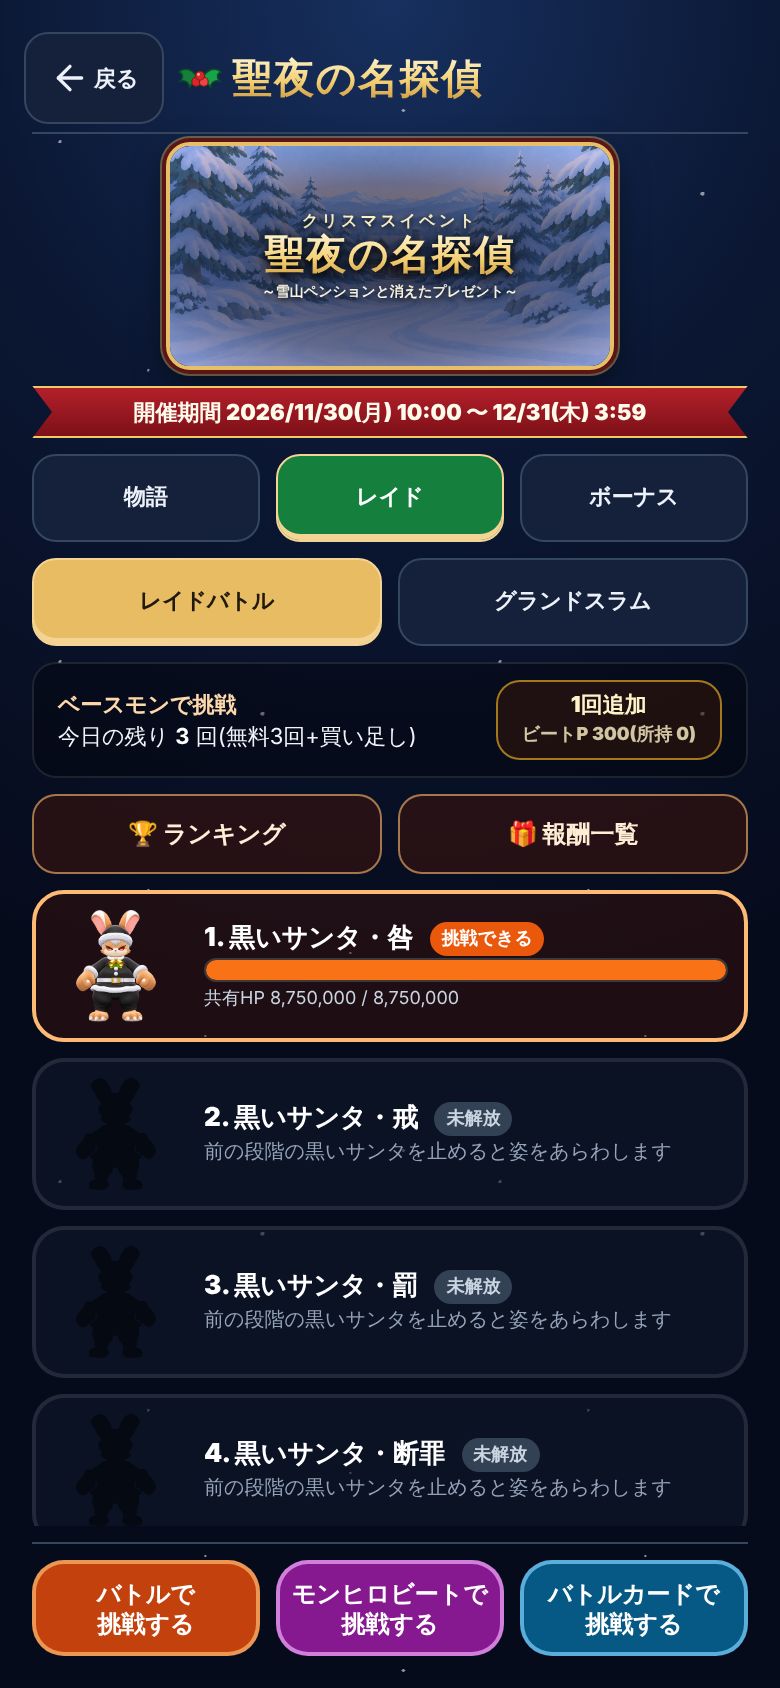 戻る
聖夜の名探偵
クリスマスイベント
聖夜の名探偵
～雪山ペンションと消えたプレゼント～
開催期間 2026/11/30(月) 10:00 〜 12/31(木) 3:59
物語
レイド
ボーナス
レイドバトル
グランドスラム
ベースモンで挑戦
今日の残り 3 回(無料3回+買い足し)
1回追加
ビートP 300(所持 0)
ランキング
報酬一覧
1. 黒いサンタ・咎 挑戦できる
共有HP 8,750,000 / 8,750,000
2. 黒いサンタ・戒 未解放
前の段階の黒いサンタを止めると姿をあらわします
3. 黒いサンタ・罰 未解放
前の段階の黒いサンタを止めると姿をあらわします
4. 黒いサンタ・断罪 未解放
前の段階の黒いサンタを止めると姿をあらわします
バトルで
挑戦する
モンヒロビートで
挑戦する
バトルカードで
挑戦する